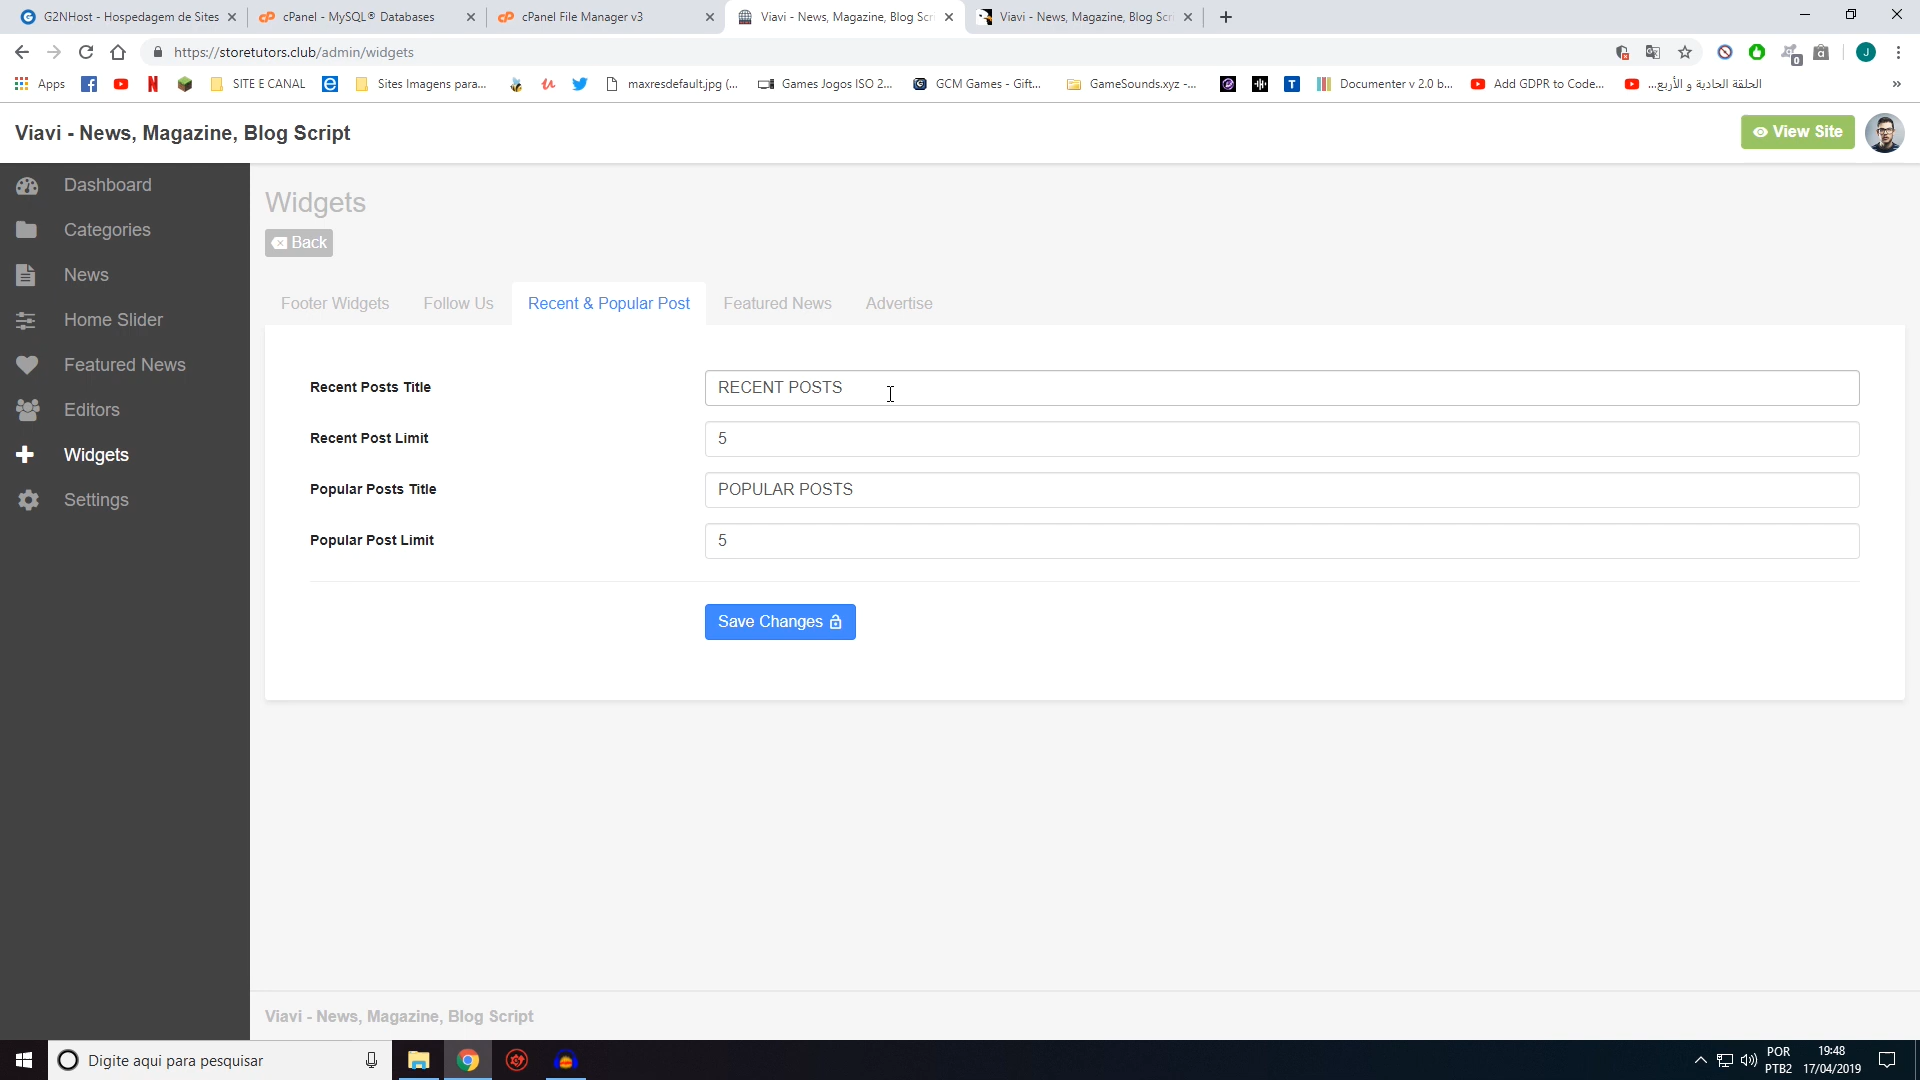 G2NHost - Hospedagem de Sites
cPanel - MySQL® Databases
cPanel File Manager v3
Viavi - News, Magazine, Blog Scr
Viavi - News, Magazine, Blog Scr
https://storetutors.club/admin/widgets
0
J
Apps
SITE E CANAL
Sites Imagens para...
maxresdefault.jpg (...
Games Jogos ISO 2...
GCM Games - Gift...
GameSounds.xyz -...
Documenter v 2.0 b...
Add GDPR to Code...
الحلقة الحادية و الأربع...
»
Viavi - News, Magazine, Blog Script
View Site
Dashboard
Categories
News
Home Slider
Featured News
Editors
Widgets
Settings
Widgets
Back
Footer Widgets
Follow Us
Recent & Popular Post
Featured News
Advertise
Recent Posts Title
RECENT POSTS
Recent Post Limit
5
Popular Posts Title
POPULAR POSTS
Popular Post Limit
5
Save Changes
Viavi - News, Magazine, Blog Script
Digite aqui para pesquisar
POR
PTB2
19:48
17/04/2019